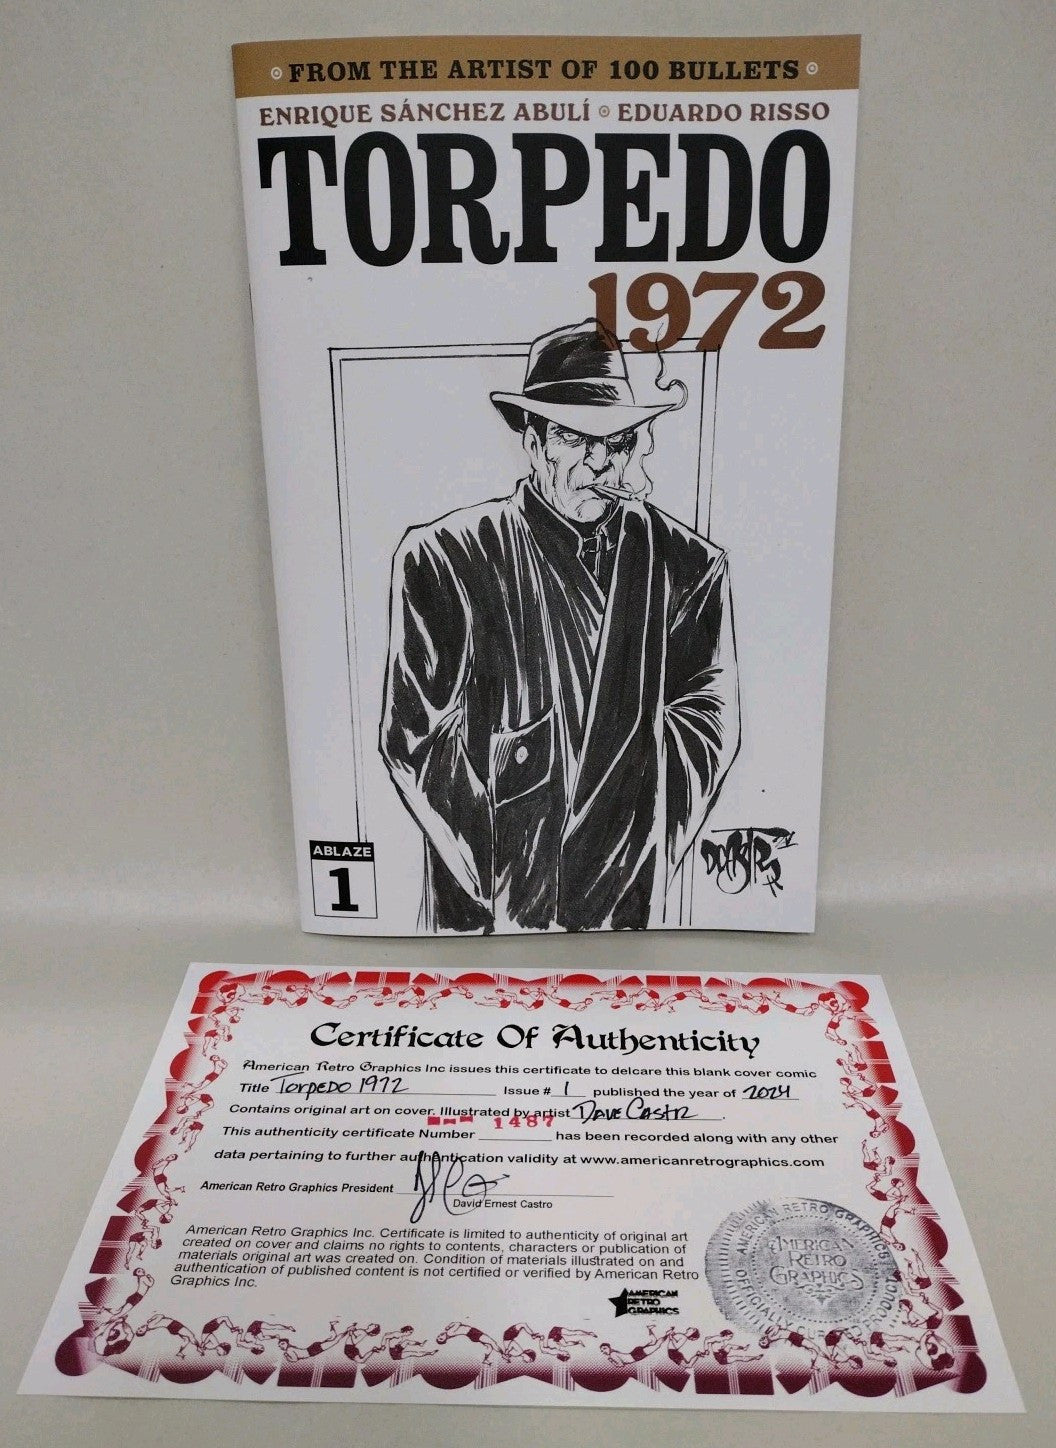 FROM THE ARTIST OF 100 BULLETS
ENRIQUE SÁNCHEZ ABULÍ EDUARDO RISSO
TORPEDO
1972
ABLAZE
1
Certificate Of Authenticity
American Retro Graphics Inc issues this certificate to delcare this blank cover comic
Title Torpedo 1972 Issue # 1 published the year of 2024
Contains original art on cover. Illustrated by artist Dave Castr
1487
This authenticity certificate Number has been recorded along with any other
data pertaining to further authentication validity at www.americanretrographics.com
American Retro Graphics President
David Ernest Castro
American Retro Graphics Inc. Certificate is limited to authenticity of original art
created on cover and claims no rights to contents, characters or publication of
materials original art was created on. Condition of materials illustrated on and
authentication of published content is not certified or verified by American Retro
Graphics Inc.
AMERICAN
RETRO
GRAPHICS
AMERICAN RETRO GRAPHICS
AMERICAN
RETRO
GRAPHICS